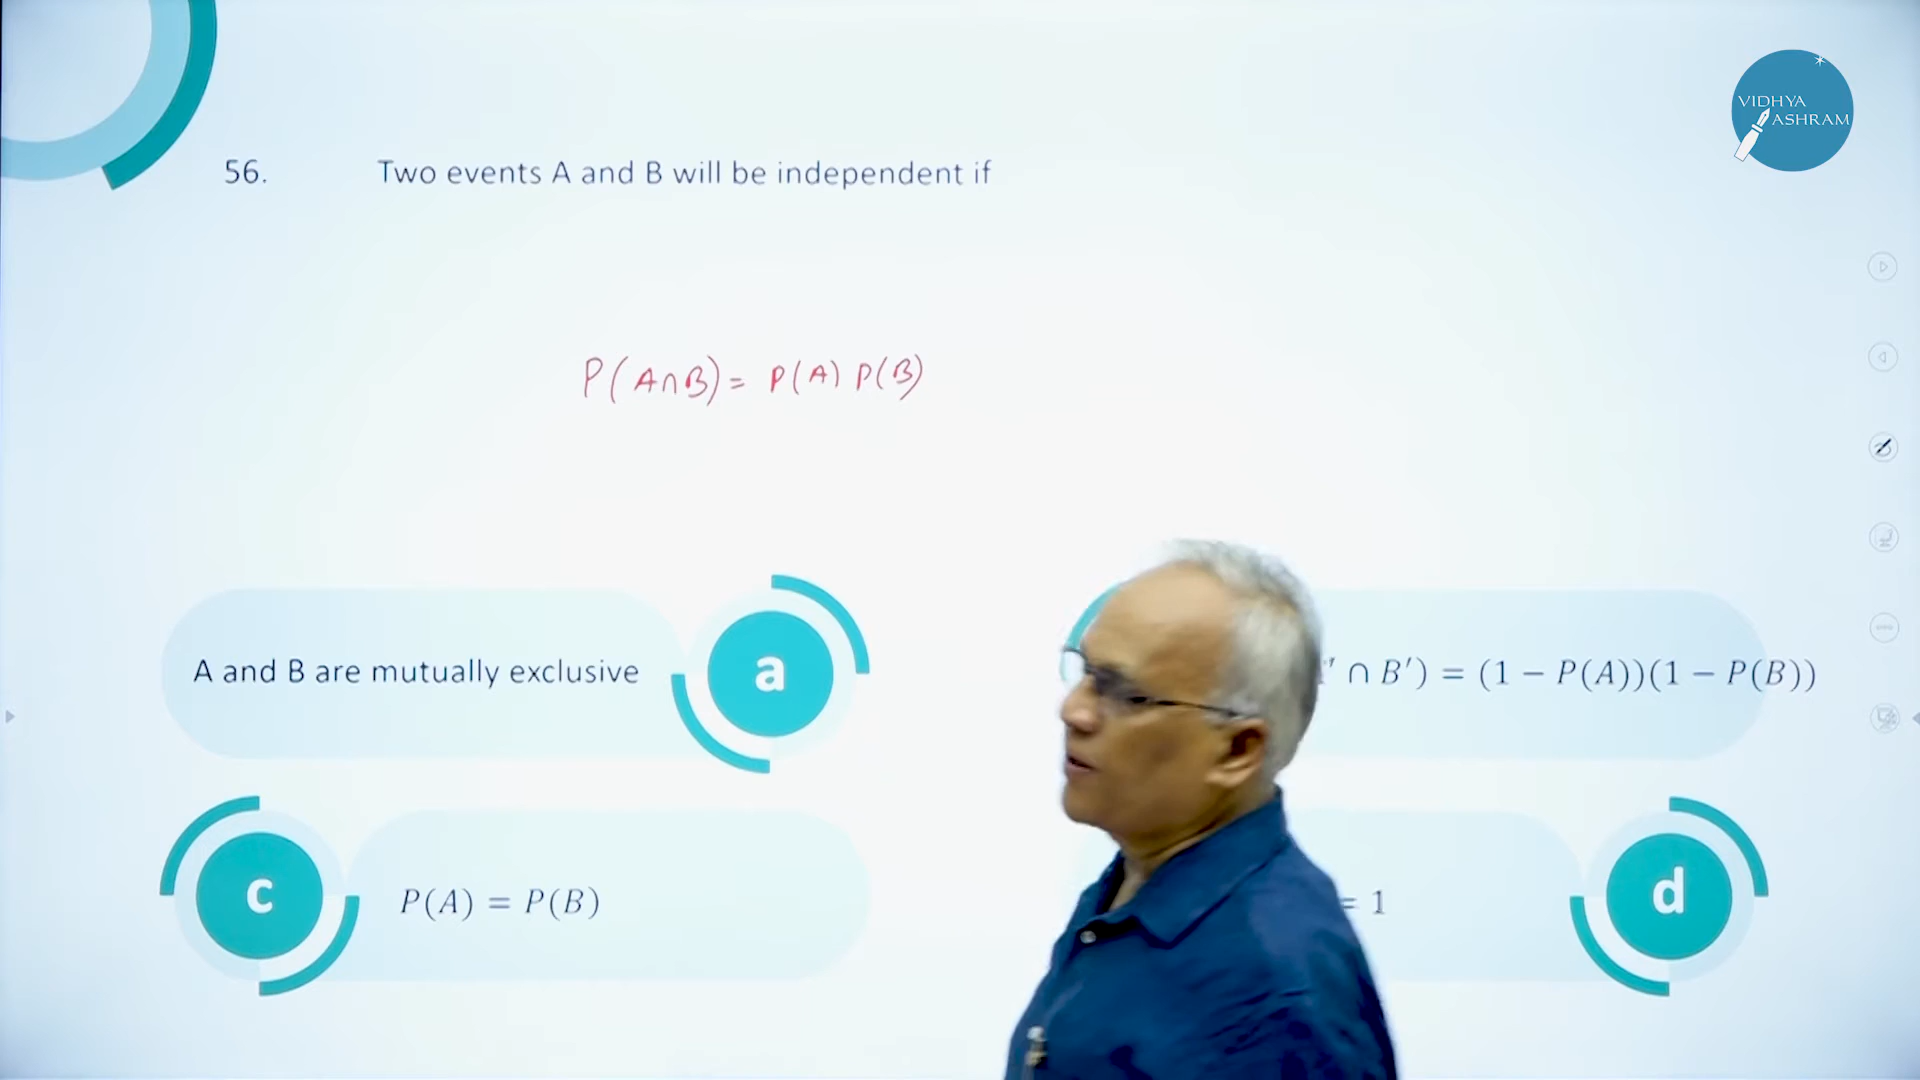 VIDHYA
ASHRAM
56. Two events A and B will be independent if
P(A∩B) = P(A) P(B)
A and B are mutually exclusive
a
′ ∩ B′) = (1 − P(A))(1 − P(B))
c
P(A) = P(B)
= 1
d